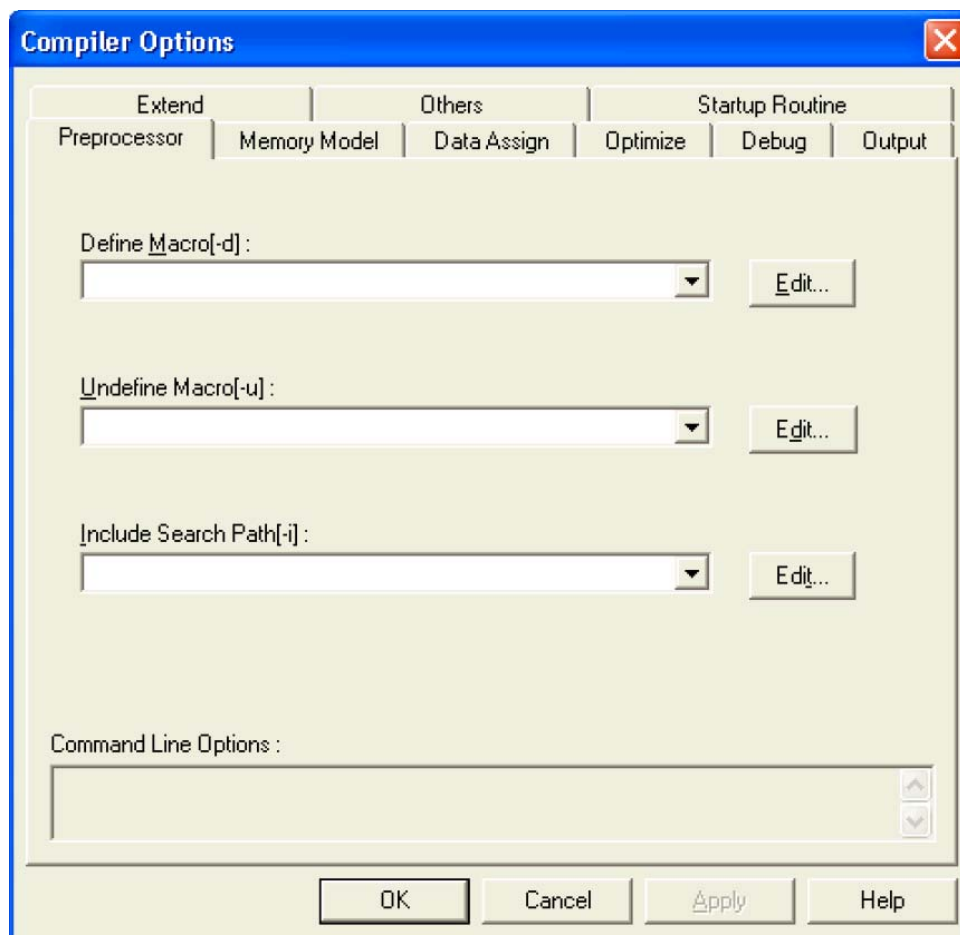 Compiler Options
Extend Others Startup Routine
Preprocessor Memory Model Data Assign Optimize Debug Output
Define Macro[-d] :
Edit...
Undefine Macro[-u] :
Edit...
Include Search Path[-i] :
Edit...
Command Line Options :
OK Cancel Apply Help